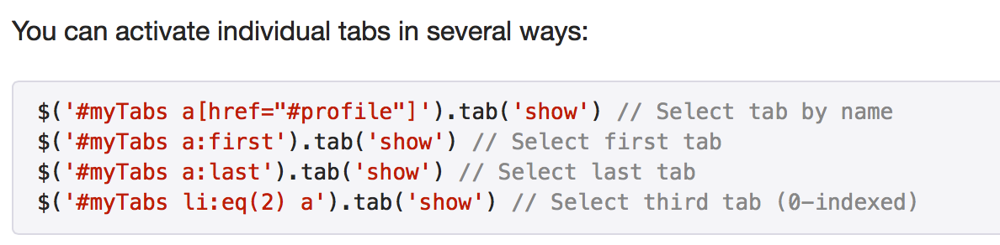 You can activate individual tabs in several ways:
$('#myTabs a[href="#profile"]').tab('show') // Select tab by name
$('#myTabs a:first').tab('show') // Select first tab
$('#myTabs a:last').tab('show') // Select last tab
$('#myTabs li:eq(2) a').tab('show') // Select third tab (0-indexed)